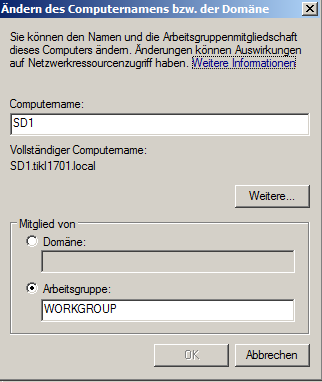 Ändern des Computernamens bzw. der Domäne
Sie können den Namen und die Arbeitsgruppenmitgliedschaft
dieses Computers ändern. Änderungen können Auswirkungen
auf Netzwerkressourcenzugriff haben. Weitere Informationen
Computername:
SD1
Vollständiger Computername:
SD1.tikl1701.local
Weitere...
Mitglied von
Domäne:
Arbeitsgruppe:
WORKGROUP
OK Abbrechen